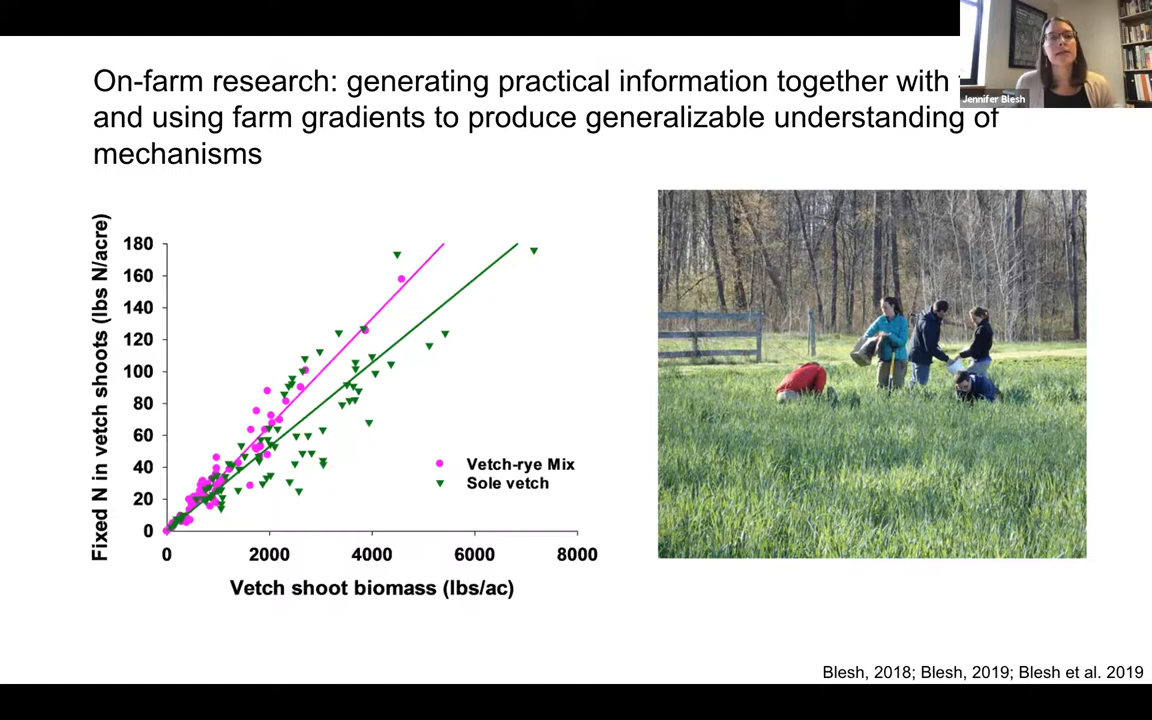 On-farm research: generating practical information together with
and using farm gradients to produce generalizable understanding of
mechanisms
Jennifer Blesh
Fixed N in vetch shoots (lbs N/acre)
180
160
140
120
100
80
60
40
20
0
Vetch-rye Mix
Sole vetch
0 2000 4000 6000 8000
Vetch shoot biomass (lbs/ac)
Blesh, 2018; Blesh, 2019; Blesh et al. 2019